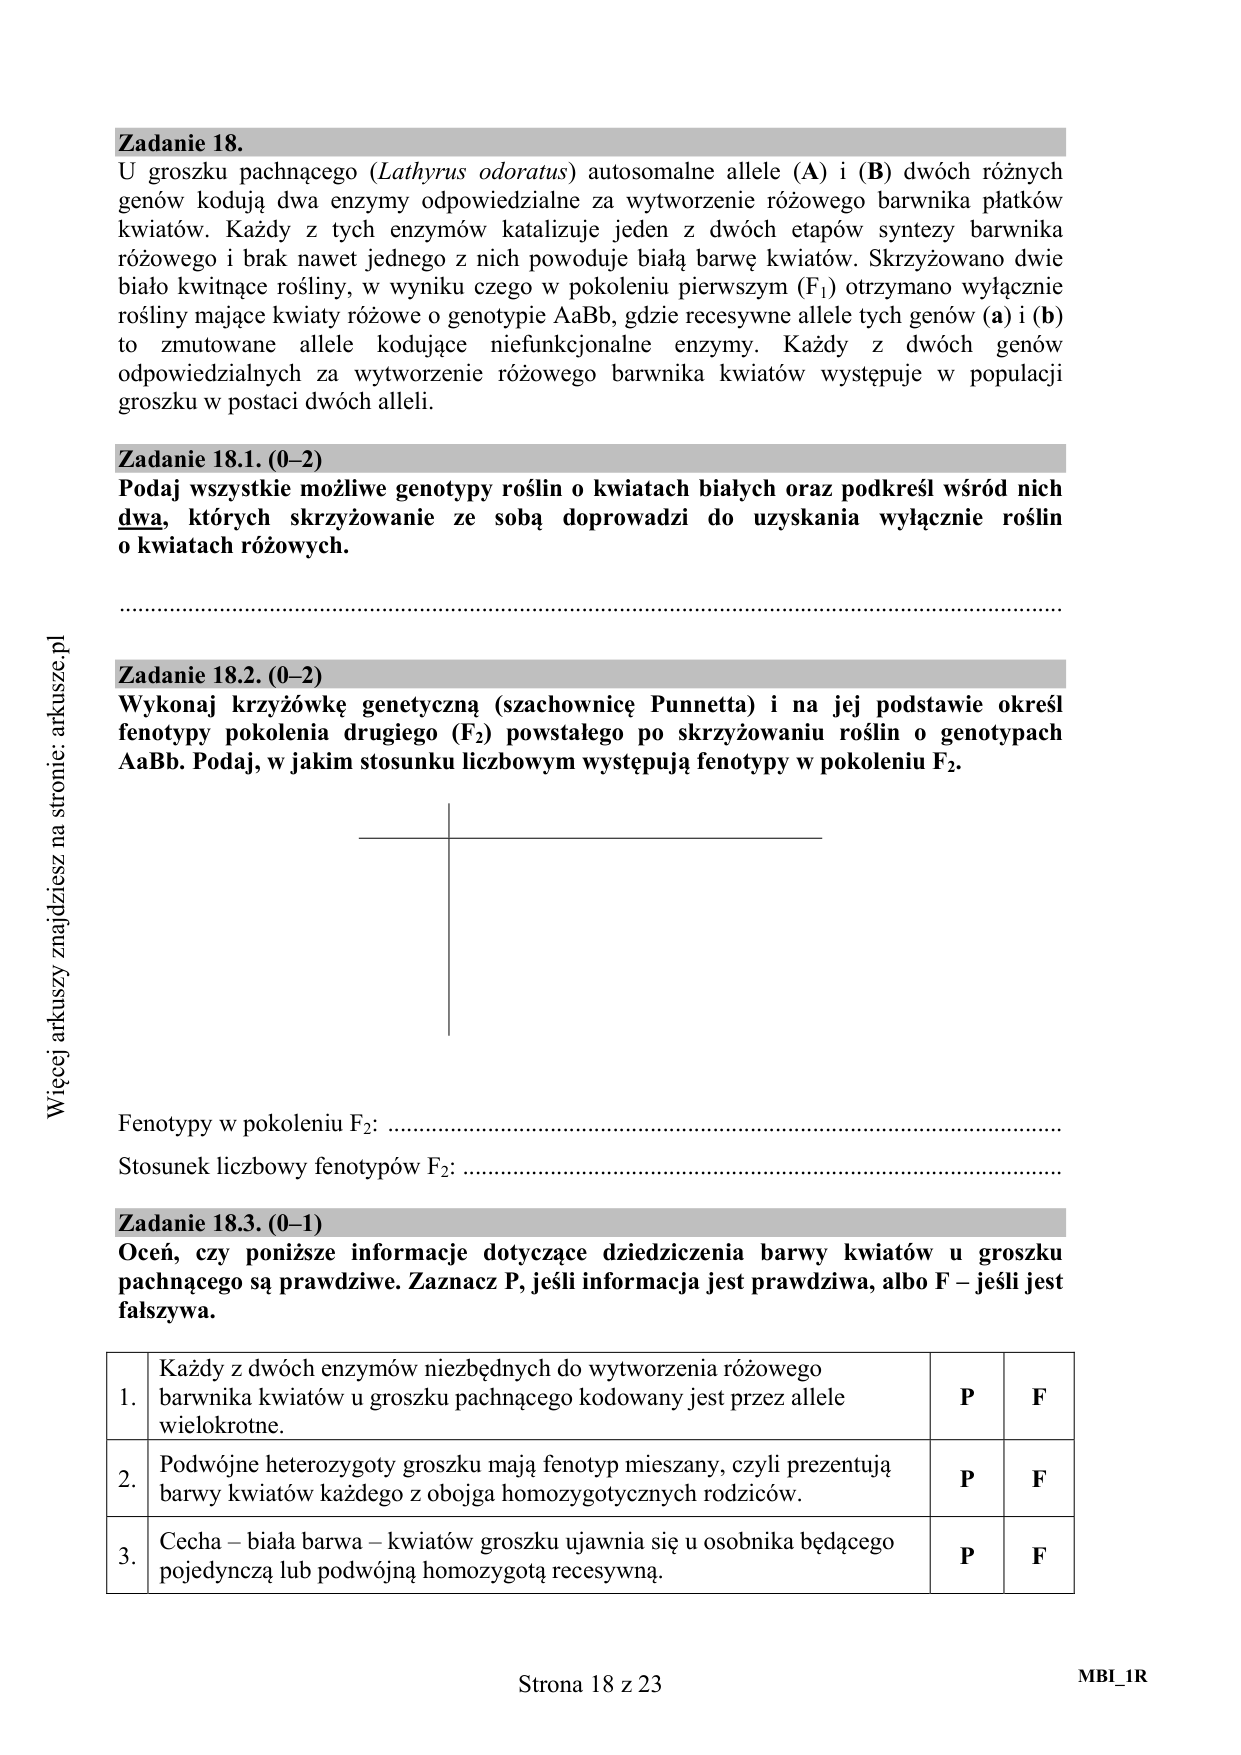 Zadanie 18.
U groszku pachnącego (Lathyrus odoratus) autosomalne allele (A) i (B) dwóch różnych
genów kodują dwa enzymy odpowiedzialne za wytworzenie różowego barwnika płatków
kwiatów. Każdy z tych enzymów katalizuje jeden z dwóch etapów syntezy barwnika
różowego i brak nawet jednego z nich powoduje białą barwę kwiatów. Skrzyżowano dwie
biało kwitnące rośliny, w wyniku czego w pokoleniu pierwszym (F1) otrzymano wyłącznie
rośliny mające kwiaty różowe o genotypie AaBb, gdzie recesywne allele tych genów (a) i (b)
to zmutowane allele kodujące niefunkcjonalne enzymy. Każdy z dwóch genów
odpowiedzialnych za wytworzenie różowego barwnika kwiatów występuje w populacji
groszku w postaci dwóch alleli.
Zadanie 18.1. (0–2)
Podaj wszystkie możliwe genotypy roślin o kwiatach białych oraz podkreśl wśród nich
dwa, których skrzyżowanie ze sobą doprowadzi do uzyskania wyłącznie roślin
o kwiatach różowych.
Zadanie 18.2. (0–2)
Wykonaj krzyżówkę genetyczną (szachownicę Punnetta) i na jej podstawie określ
fenotypy pokolenia drugiego (F2) powstałego po skrzyżowaniu roślin o genotypach
AaBb. Podaj, w jakim stosunku liczbowym występują fenotypy w pokoleniu F2.
Fenotypy w pokoleniu F2: ....................
Stosunek liczbowy fenotypów F2: ....................
Zadanie 18.3. (0–1)
Oceń, czy poniższe informacje dotyczące dziedziczenia barwy kwiatów u groszku
pachnącego są prawdziwe. Zaznacz P, jeśli informacja jest prawdziwa, albo F – jeśli jest
fałszywa.
1. Każdy z dwóch enzymów niezbędnych do wytworzenia różowego
barwnika kwiatów u groszku pachnącego kodowany jest przez allele
wielokrotne. P F
2. Podwójne heterozygoty groszku mają fenotyp mieszany, czyli prezentują
barwy kwiatów każdego z obojga homozygotycznych rodziców. P F
3. Cecha – biała barwa – kwiatów groszku ujawnia się u osobnika będącego
pojedynczą lub podwójną homozygotą recesywną. P F
Strona 18 z 23
MBI_1R
Więcej arkuszy znajdziesz na stronie: arkusze.pl